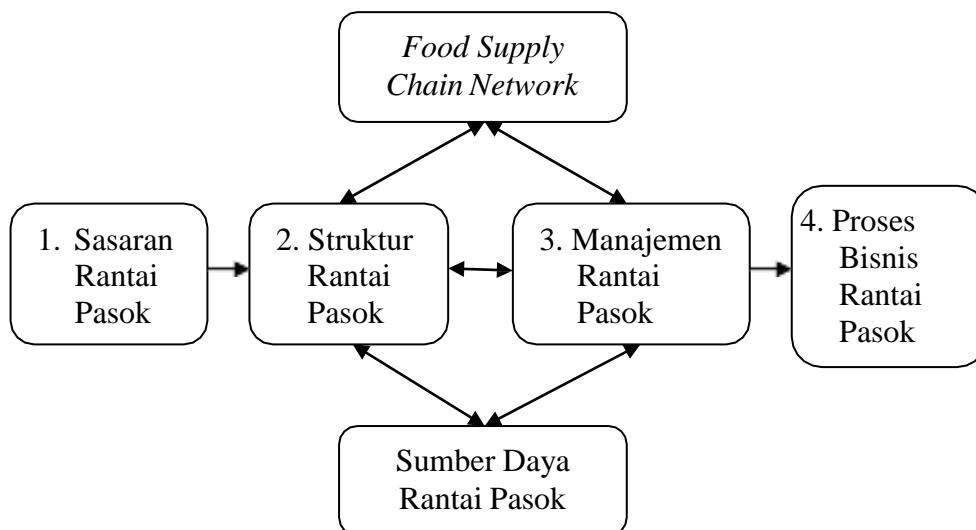 Food Supply
Chain Network
1. Sasaran
Rantai
Pasok
2. Struktur
Rantai
Pasok
3. Manajemen
Rantai
Pasok
4. Proses
Bisnis
Rantai
Pasok
Sumber Daya
Rantai Pasok